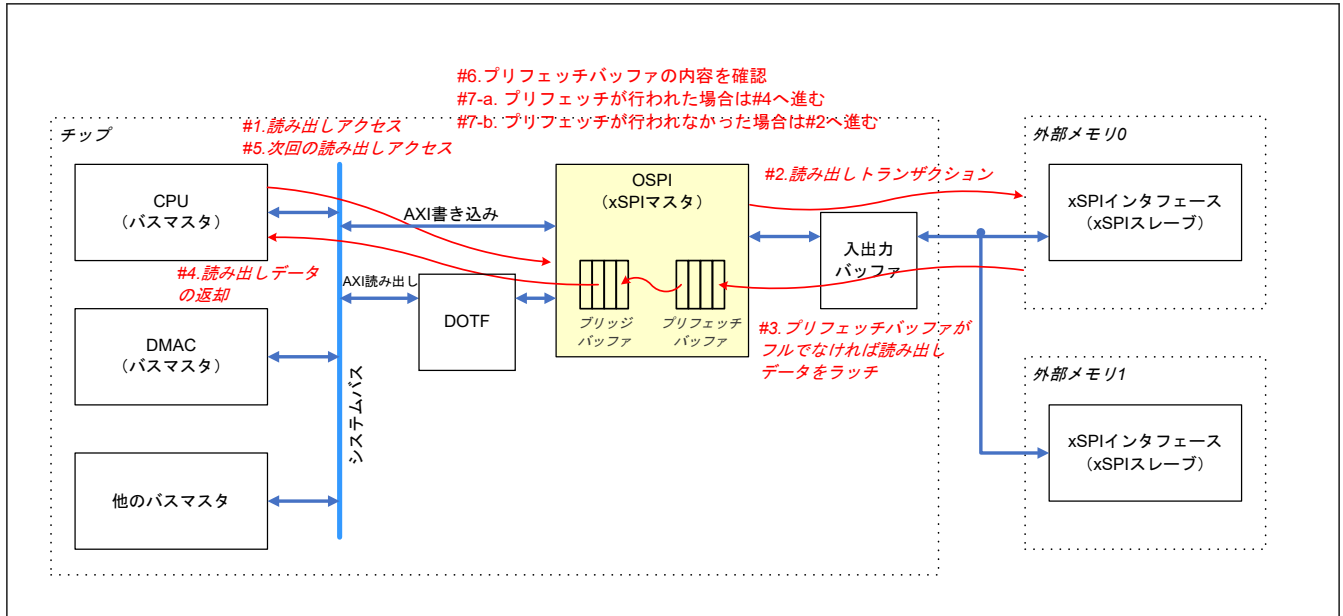 #6.プリフェッチバッファの内容を確認
#7-a. プリフェッチが行われた場合は#4へ進む
#7-b. プリフェッチが行われなかった場合は#2へ進む
チップ
#1.読み出しアクセス
#5.次回の読み出しアクセス
CPU
(バスマスタ)
AXI書き込み
#4.読み出しデータ
の返却
AXI読み出し
DOTF
DMAC
(バスマスタ)
システムバス
他のバスマスタ
OSPI
(xSPIマスタ)
ブリッジ
バッファ
プリフェッチ
バッファ
#2.読み出しトランザクション
入出力
バッファ
#3.プリフェッチバッファが
フルでなければ読み出し
データをラッチ
外部メモリ0
xSPIインタフェース
(xSPIスレーブ)
外部メモリ1
xSPIインタフェース
(xSPIスレーブ)